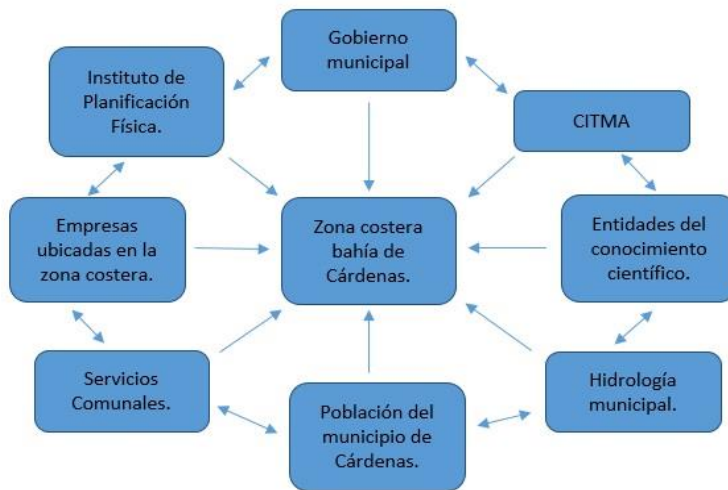 Gobierno
municipal
Instituto de
Planificación
Física.
CITMA
Empresas
ubicadas en la
zona costera.
Zona costera
bahía de
Cárdenas.
Entidades del
conocimiento
científico.
Servicios
Comunales.
Población del
municipio de
Cárdenas.
Hidrología
municipal.